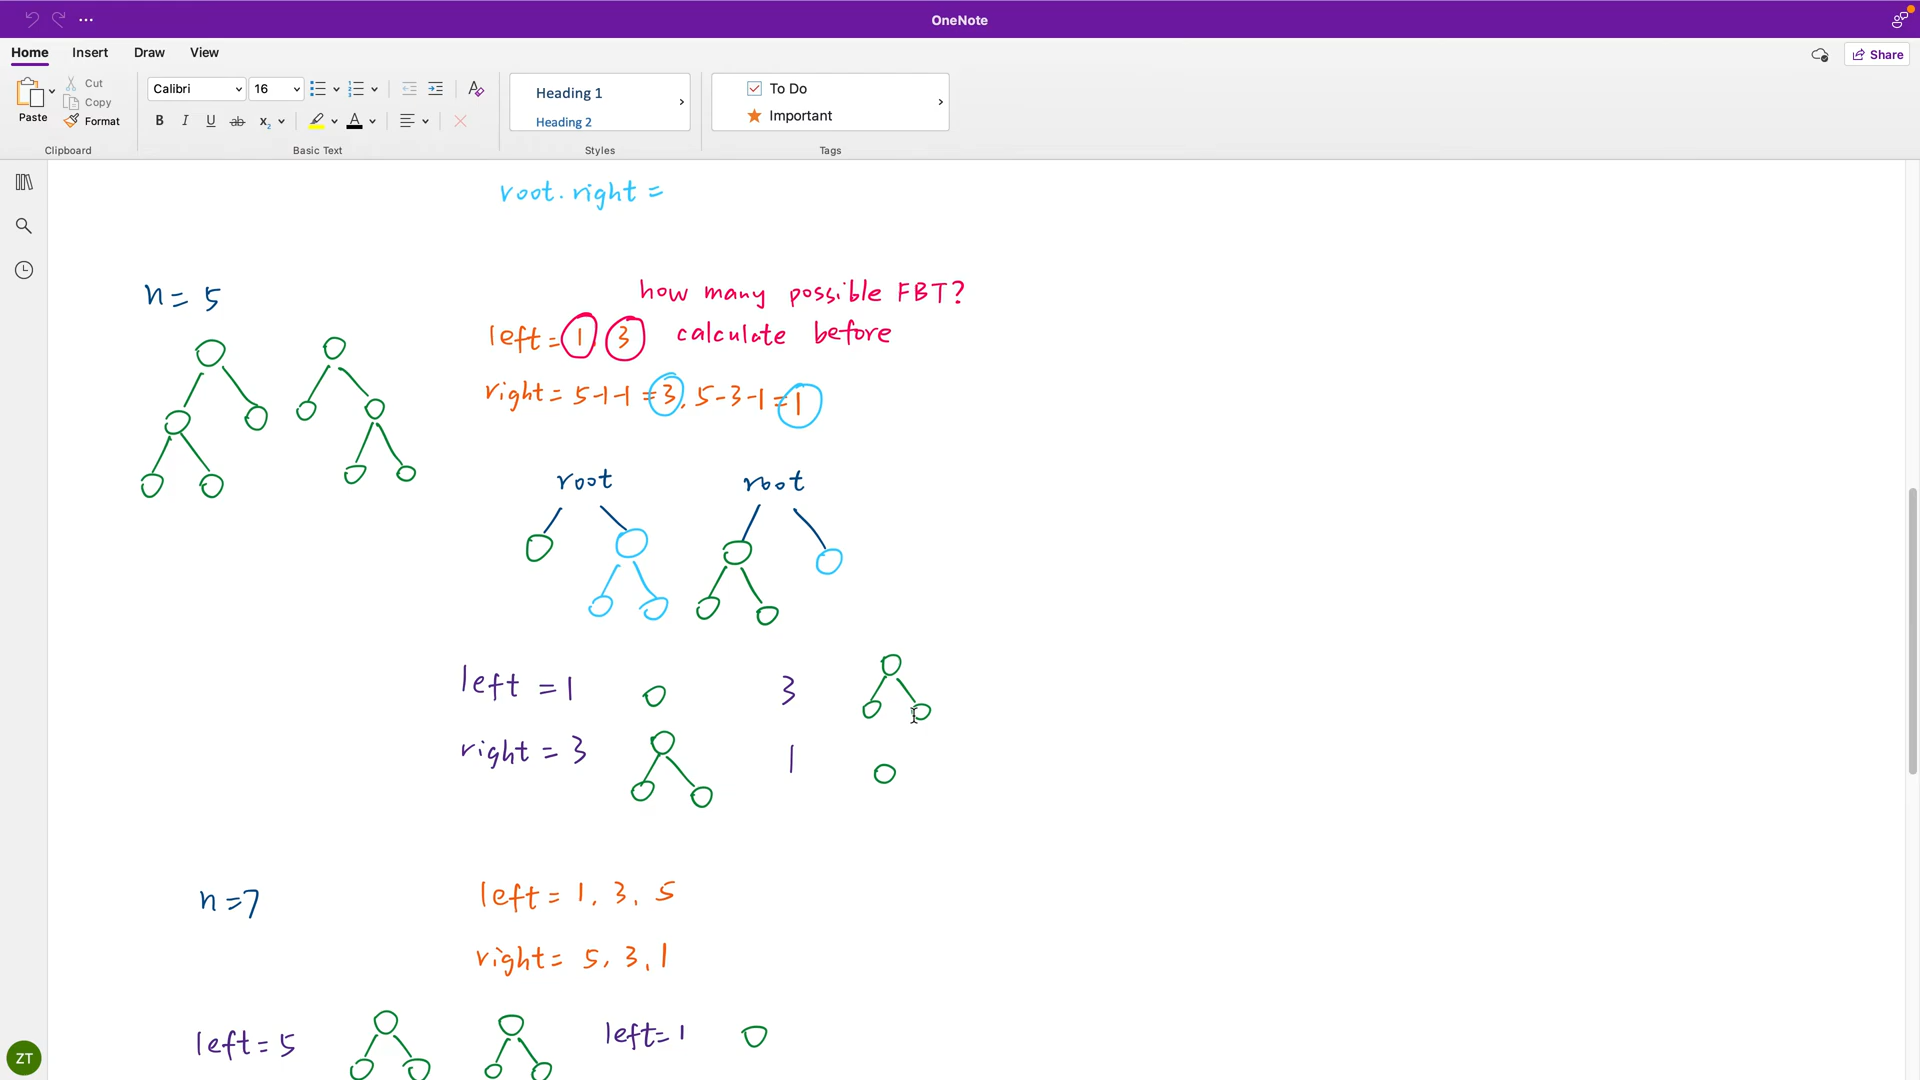 OneNote
Home Insert Draw View
Share
Paste
Cut
Copy
Format
Clipboard
Calibri 16
B I U ab x₂ A
Basic Text
Heading 1
Heading 2
Styles
To Do
Important
Tags
root. right =
n = 5
how many possible FBT?
left = 1, 3 calculate before
right = 5-1-1 = 3, 5-3-1 = 1
root root
left = 1 3
right = 3 1
n = 7
left = 1, 3, 5
right = 5, 3, 1
left = 5 left = 1
ZT